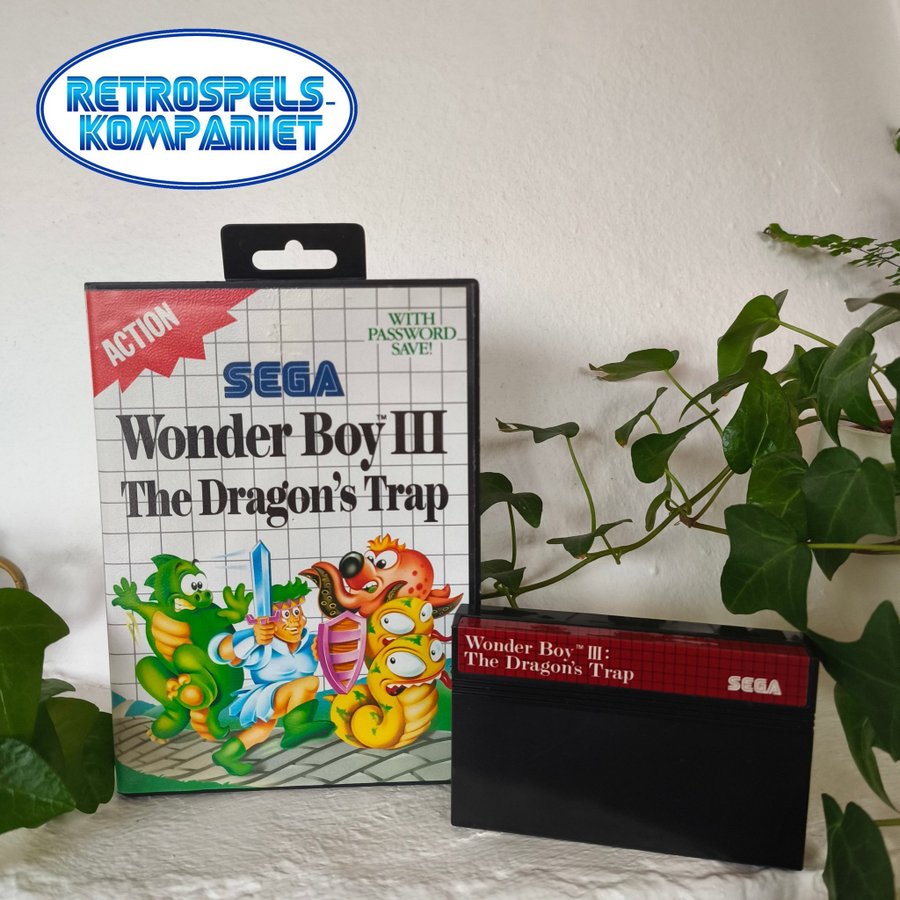 RETROSPELS-
KOMPANIET
ACTION
WITH
PASSWORD
SAVE!
SEGA
Wonder Boy™ III
The Dragon's Trap
Wonder Boy™ III:
The Dragon's Trap
SEGA